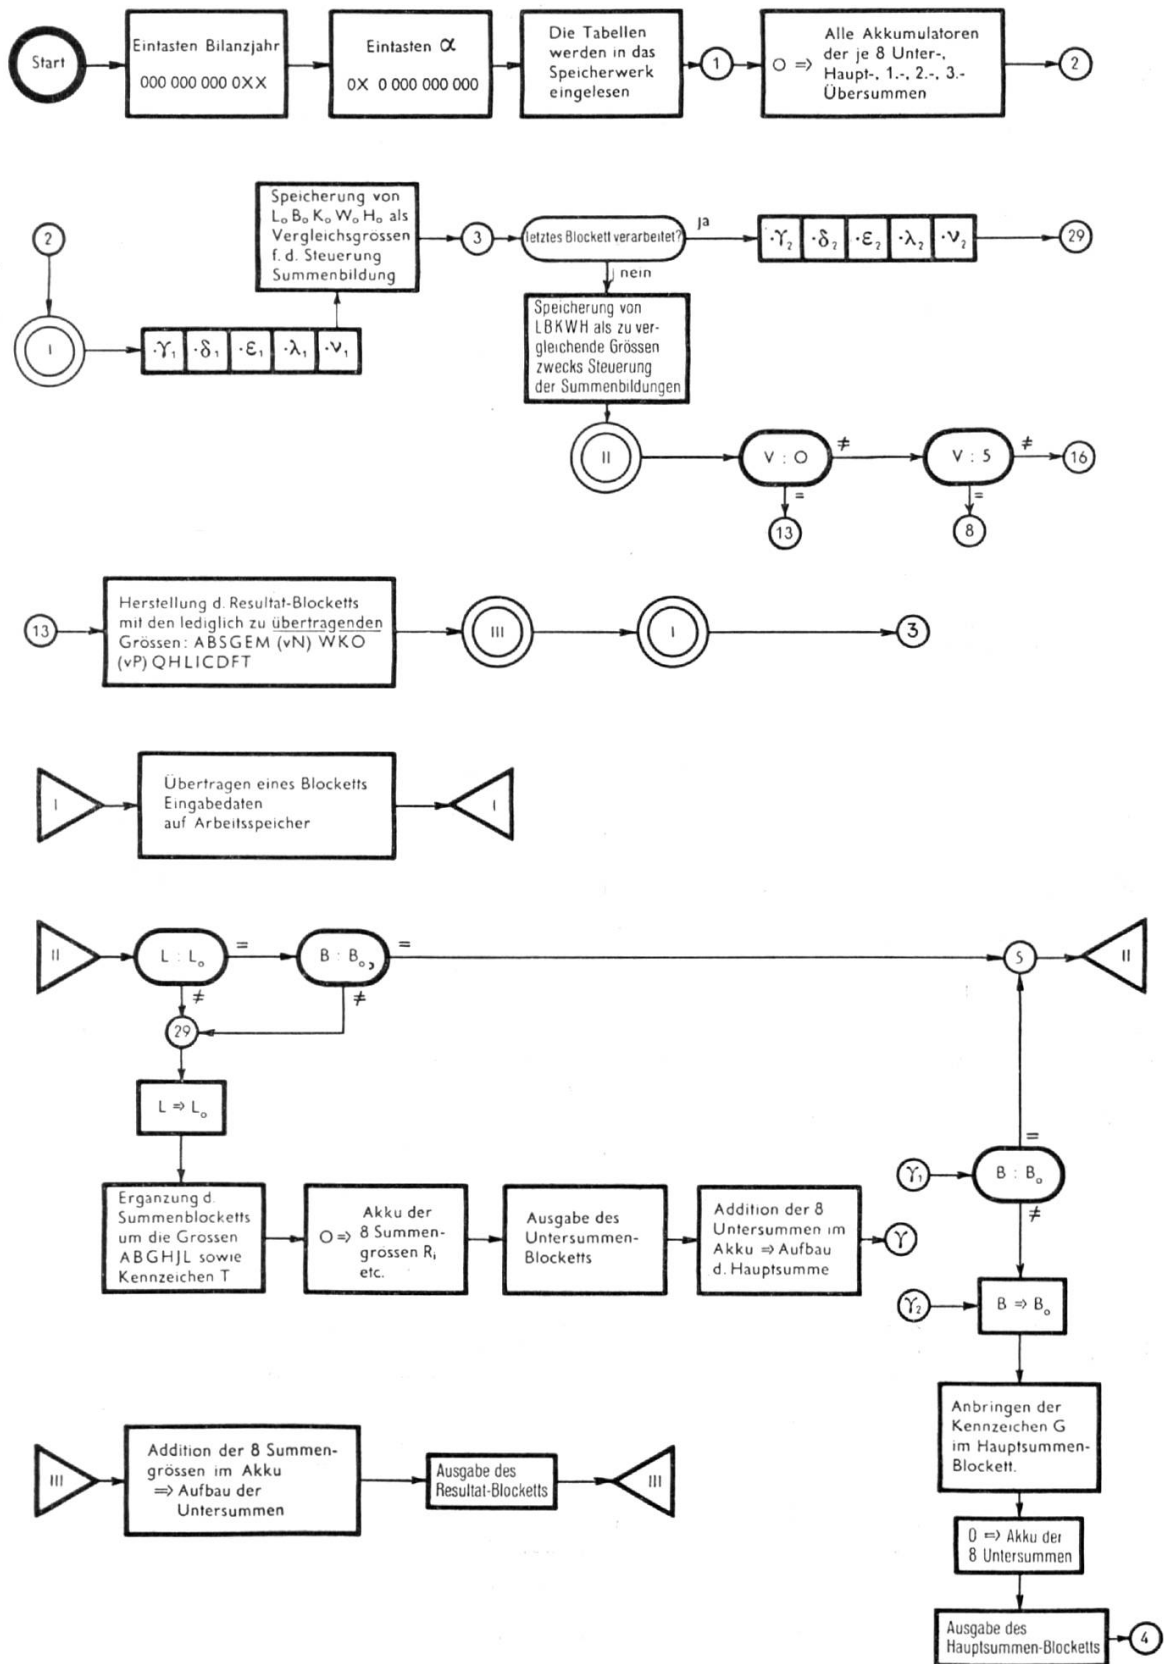 Start
Eintasten Bilanzjahr
000 000 000 0XX
Eintasten α
0X 0 000 000 000
Die Tabellen
werden in das
Speicherwerk
eingelesen
1
O ⇒
Alle Akkumulatoren
der je 8 Unter-,
Haupt-, 1.-, 2.-, 3.-
Übersummen
2
2
I
·γ₁ ·δ₁ ·ε₁ ·λ₁ ·ν₁
Speicherung von
L₀ B₀ K₀ W₀ H₀ als
Vergleichsgrössen
f. d. Steuerung
Summenbildung
3
letztes Blockett verarbeitet?
ja
·γ₂ ·δ₂ ·ε₂ ·λ₂ ·ν₂
29
nein
Speicherung von
LBKWH als zu ver-
gleichende Grössen
zwecks Steuerung
der Summenbildungen
II
V : O
≠
V : 5
≠
16
=
=
13
8
13
Herstellung d. Resultat-Blocketts
mit den lediglich zu übertragenden
Grössen: ABSGEM (vN) WKO
(vP) QHLICDFT
III
I
3
I
Übertragen eines Blocketts
Eingabedaten
auf Arbeitsspeicher
I
II
L : L₀
=
B : B₀,
=
5
II
≠
≠
29
L ⇒ L₀
Erganzung d.
Summenblocketts
um die Grossen
ABGHJL sowie
Kennzeichen T
O ⇒
Akku der
8 Summen-
grössen Rᵢ
etc.
Ausgabe des
Untersummen-
Blocketts
Addition der 8
Untersummen im
Akku ⇒ Aufbau
d. Hauptsumme
γ
=
γ₁
B : B₀
≠
γ₂
B ⇒ B₀
Anbringen der
Kennzeichen G
im Hauptsummen-
Blockett.
0 ⇒ Akku der
8 Untersummen
Ausgabe des
Hauptsummen-Blocketts
4
III
Addition der 8 Summen-
grössen im Akku
⇒ Aufbau der
Untersummen
Ausgabe des
Resultat-Blocketts
III